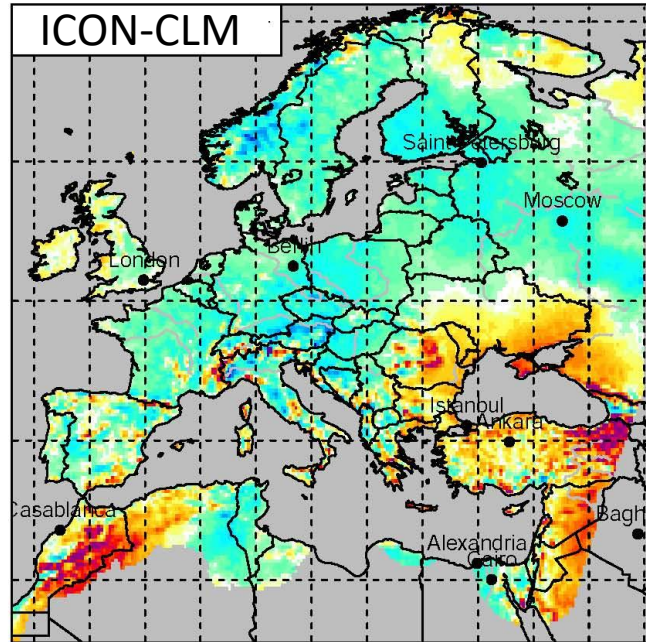 ICON-CLM
Saint Petersburg
Moscow
London
Berlin
Istanbul
Ankara
Casablanca
Bagh
Alexandria
Cairo